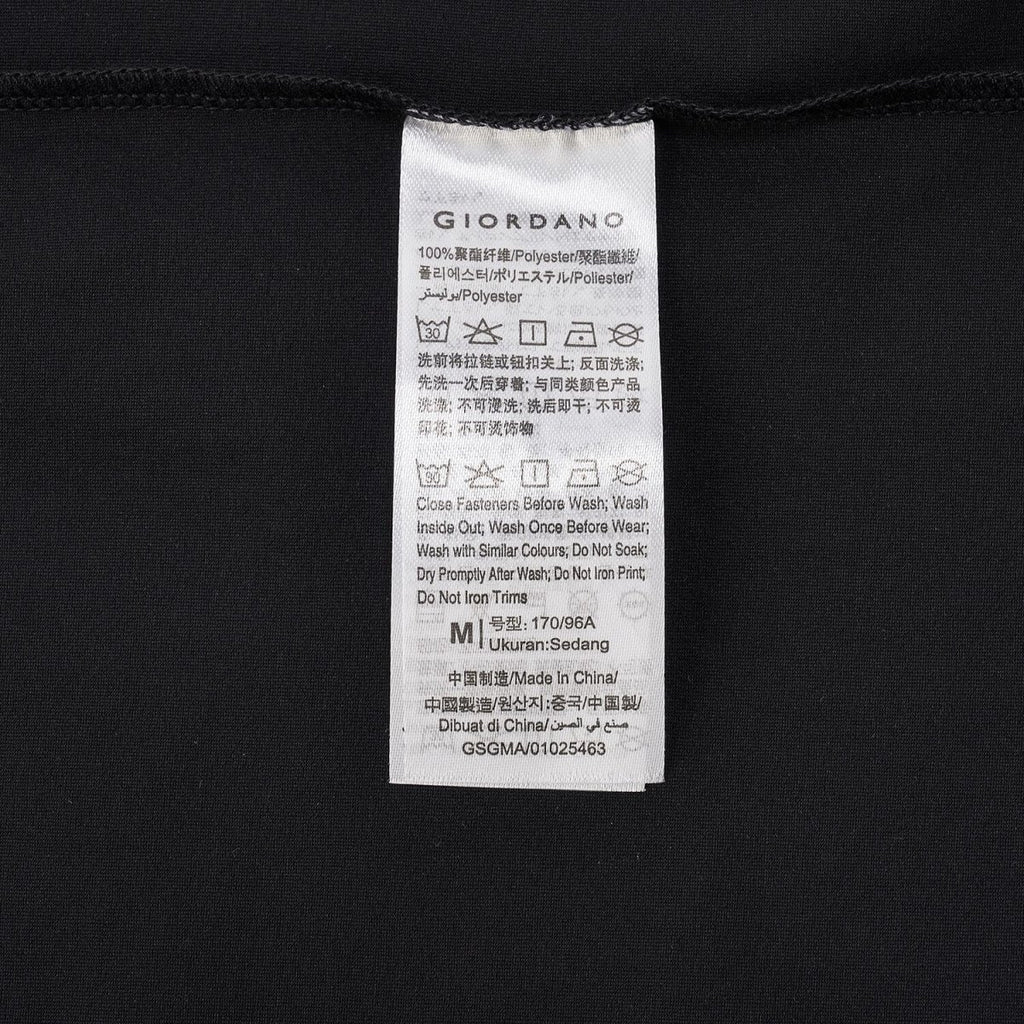 GIORDANO
100%聚酯纤维/Polyester/聚酯纖維/
폴리에스터/ポリエステル/Poliester/
بوليستر/Polyester
30
洗前将拉链或钮扣关上; 反面洗涤;
先洗一次后穿着; 与同类颜色产品
洗涤; 不可浸洗; 洗后即干; 不可烫
印花; 不可烫饰物
Close Fasteners Before Wash; Wash
Inside Out; Wash Once Before Wear;
Wash with Similar Colours; Do Not Soak;
Dry Promptly After Wash; Do Not Iron Print;
Do Not Iron Trims
M 号型: 170/96A
Ukuran:Sedang
中国制造/Made In China/
中國製造/원산지:중국/中国製/
Dibuat di China/صنع في الصين
GSGMA/01025463